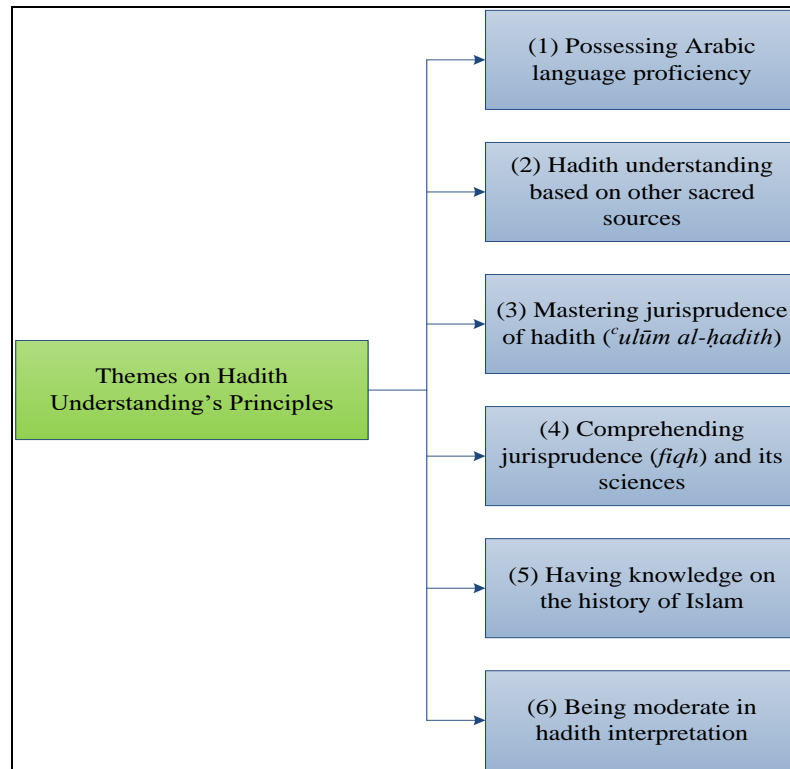 (1) Possessing Arabic
language proficiency
(2) Hadith understanding
based on other sacred
sources
(3) Mastering jurisprudence
of hadith (ᶜulūm al-ḥadith)
Themes on Hadith
Understanding’s Principles
(4) Comprehending
jurisprudence (fiqh) and its
sciences
(5) Having knowledge on
the history of Islam
(6) Being moderate in
hadith interpretation